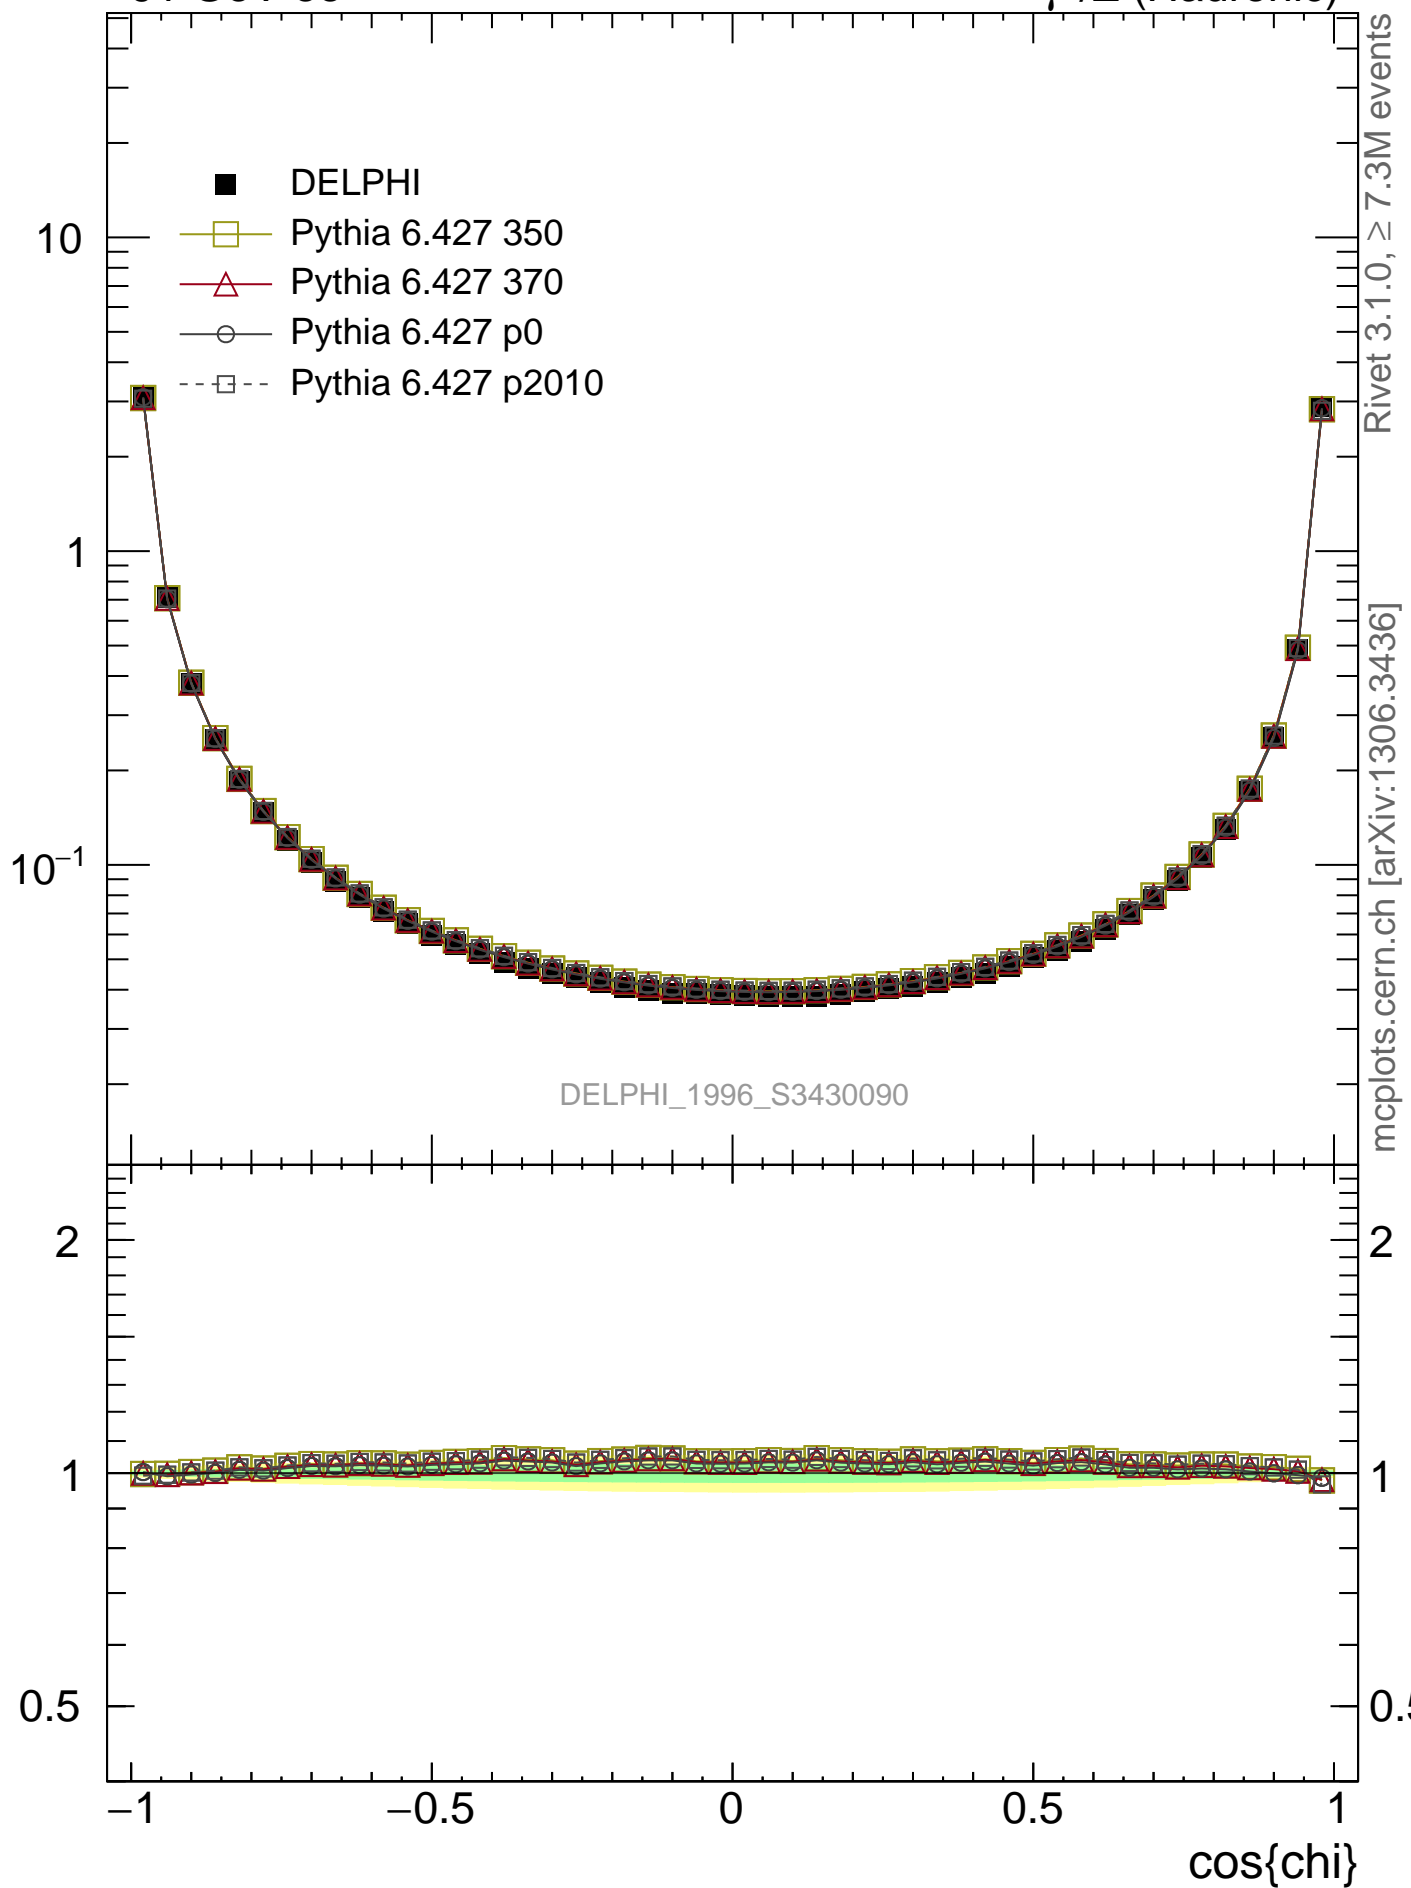 DELPHI
Pythia 6.427 350
Pythia 6.427 370
Pythia 6.427 p0
Pythia 6.427 p2010
10
1
10⁻¹
DELPHI_1996_S3430090
Rivet 3.1.0, ≥ 7.3M events
mcplots.cern.ch [arXiv:1306.3436]
2
1
0.5
2
1
−1
−0.5
0
0.5
1
cos{chi}